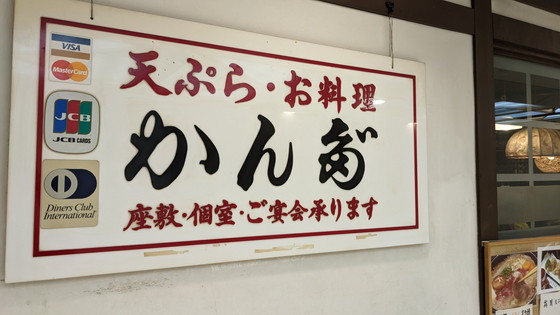 VISA
MasterCard
JCB
JCB CARDS
Diners Club
International
天ぷら・お料理
かん
座敷・個室・ご宴会承ります